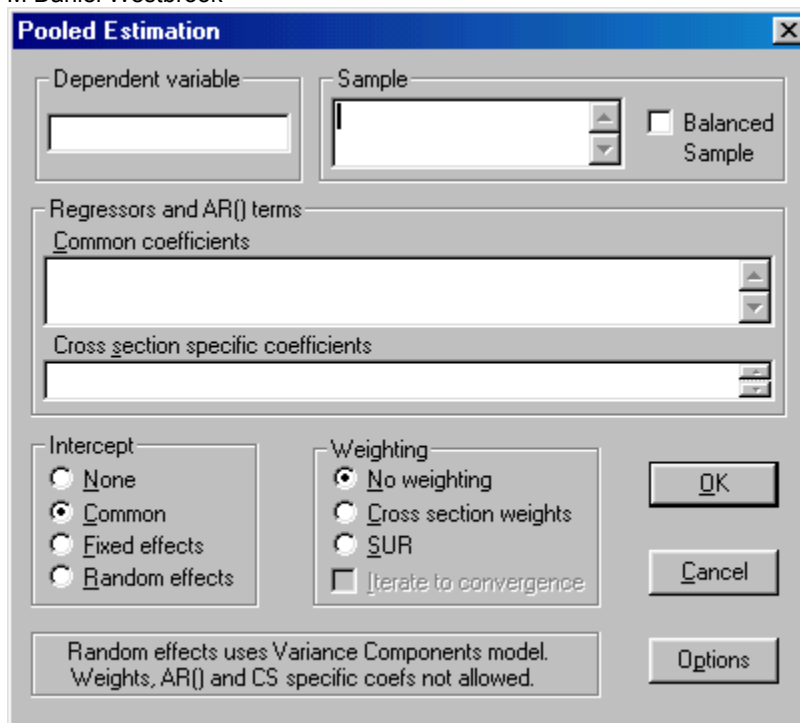 M Daniel Westbrook
Pooled Estimation
Dependent variable
Sample
Balanced
Sample
Regressors and AR() terms
Common coefficients
Cross section specific coefficients
Intercept
None
Common
Fixed effects
Random effects
Weighting
No weighting
Cross section weights
SUR
Iterate to convergence
OK
Cancel
Options
Random effects uses Variance Components model.
Weights, AR() and CS specific coefs not allowed.